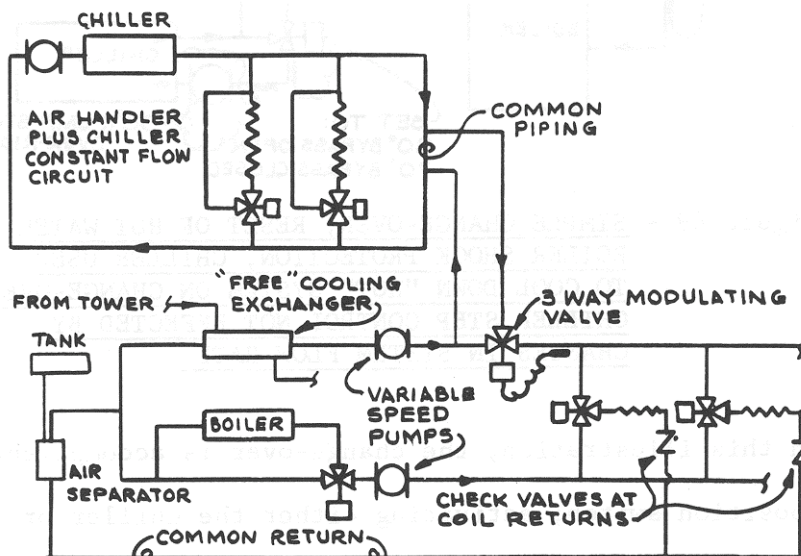 CHILLER
AIR HANDLER
PLUS CHILLER
CONSTANT FLOW
CIRCUIT
COMMON
PIPING
"FREE" COOLING
EXCHANGER
FROM TOWER
3 WAY MODULATING
VALVE
TANK
VARIABLE
SPEED
PUMPS
BOILER
AIR
SEPARATOR
CHECK VALVES AT
COIL RETURNS
COMMON RETURN